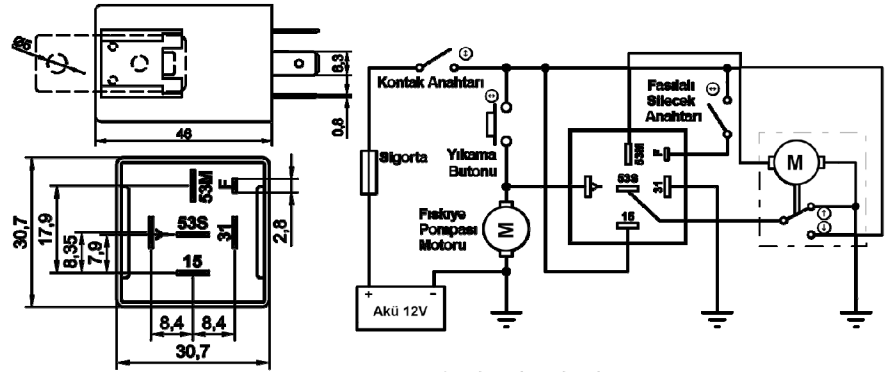 6,3
0,8
46
30,7
17,9
8,35
7,9
53M
F
53S
31
15
2,8
8,4
8,4
30,7
Kontak Anahtarı
Sigorta
Yıkama
Butonu
Fıskıye
Pompası
Motoru
M
+
-
Akü 12V
Fasılalı
Silecek
Anahtarı
53M
F
53S
31
15
M